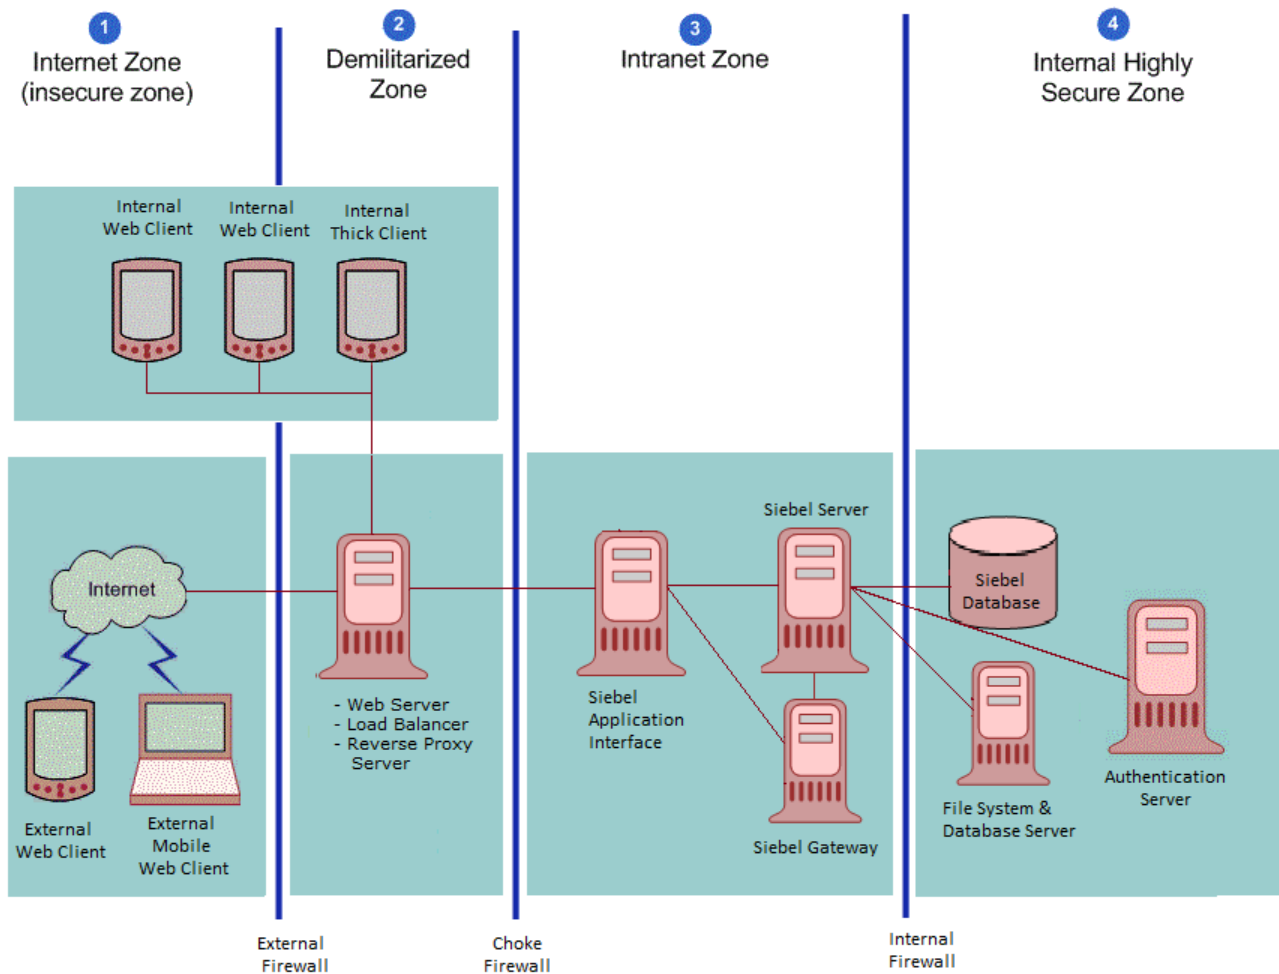 1
Internet Zone
(insecure zone)
2
Demilitarized
Zone
3
Intranet Zone
4
Internal Highly
Secure Zone
Internal
Web Client
Internal
Web Client
Internal
Thick Client
Internet
External
Web Client
External
Mobile
Web Client
- Web Server
- Load Balancer
- Reverse Proxy
Server
Siebel
Application
Interface
Siebel Server
Siebel Gateway
Siebel
Database
File System &
Database Server
Authentication
Server
External
Firewall
Choke
Firewall
Internal
Firewall